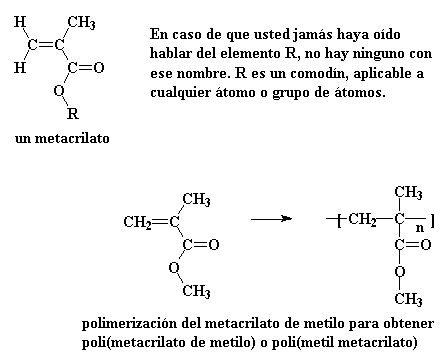 H
CH3
C=C
H
C=O
O
R
un metacrilato
En caso de que usted jamás haya oído
hablar del elemento R, no hay ninguno con
ese nombre. R es un comodín, aplicable a
cualquier átomo o grupo de átomos.
CH3
CH2=C
C=O
O
CH3
CH3
[ CH2 C ] n
C=O
O
CH3
polimerización del metacrilato de metilo para obtener
poli(metacrilato de metilo) o poli(metil metacrilato)